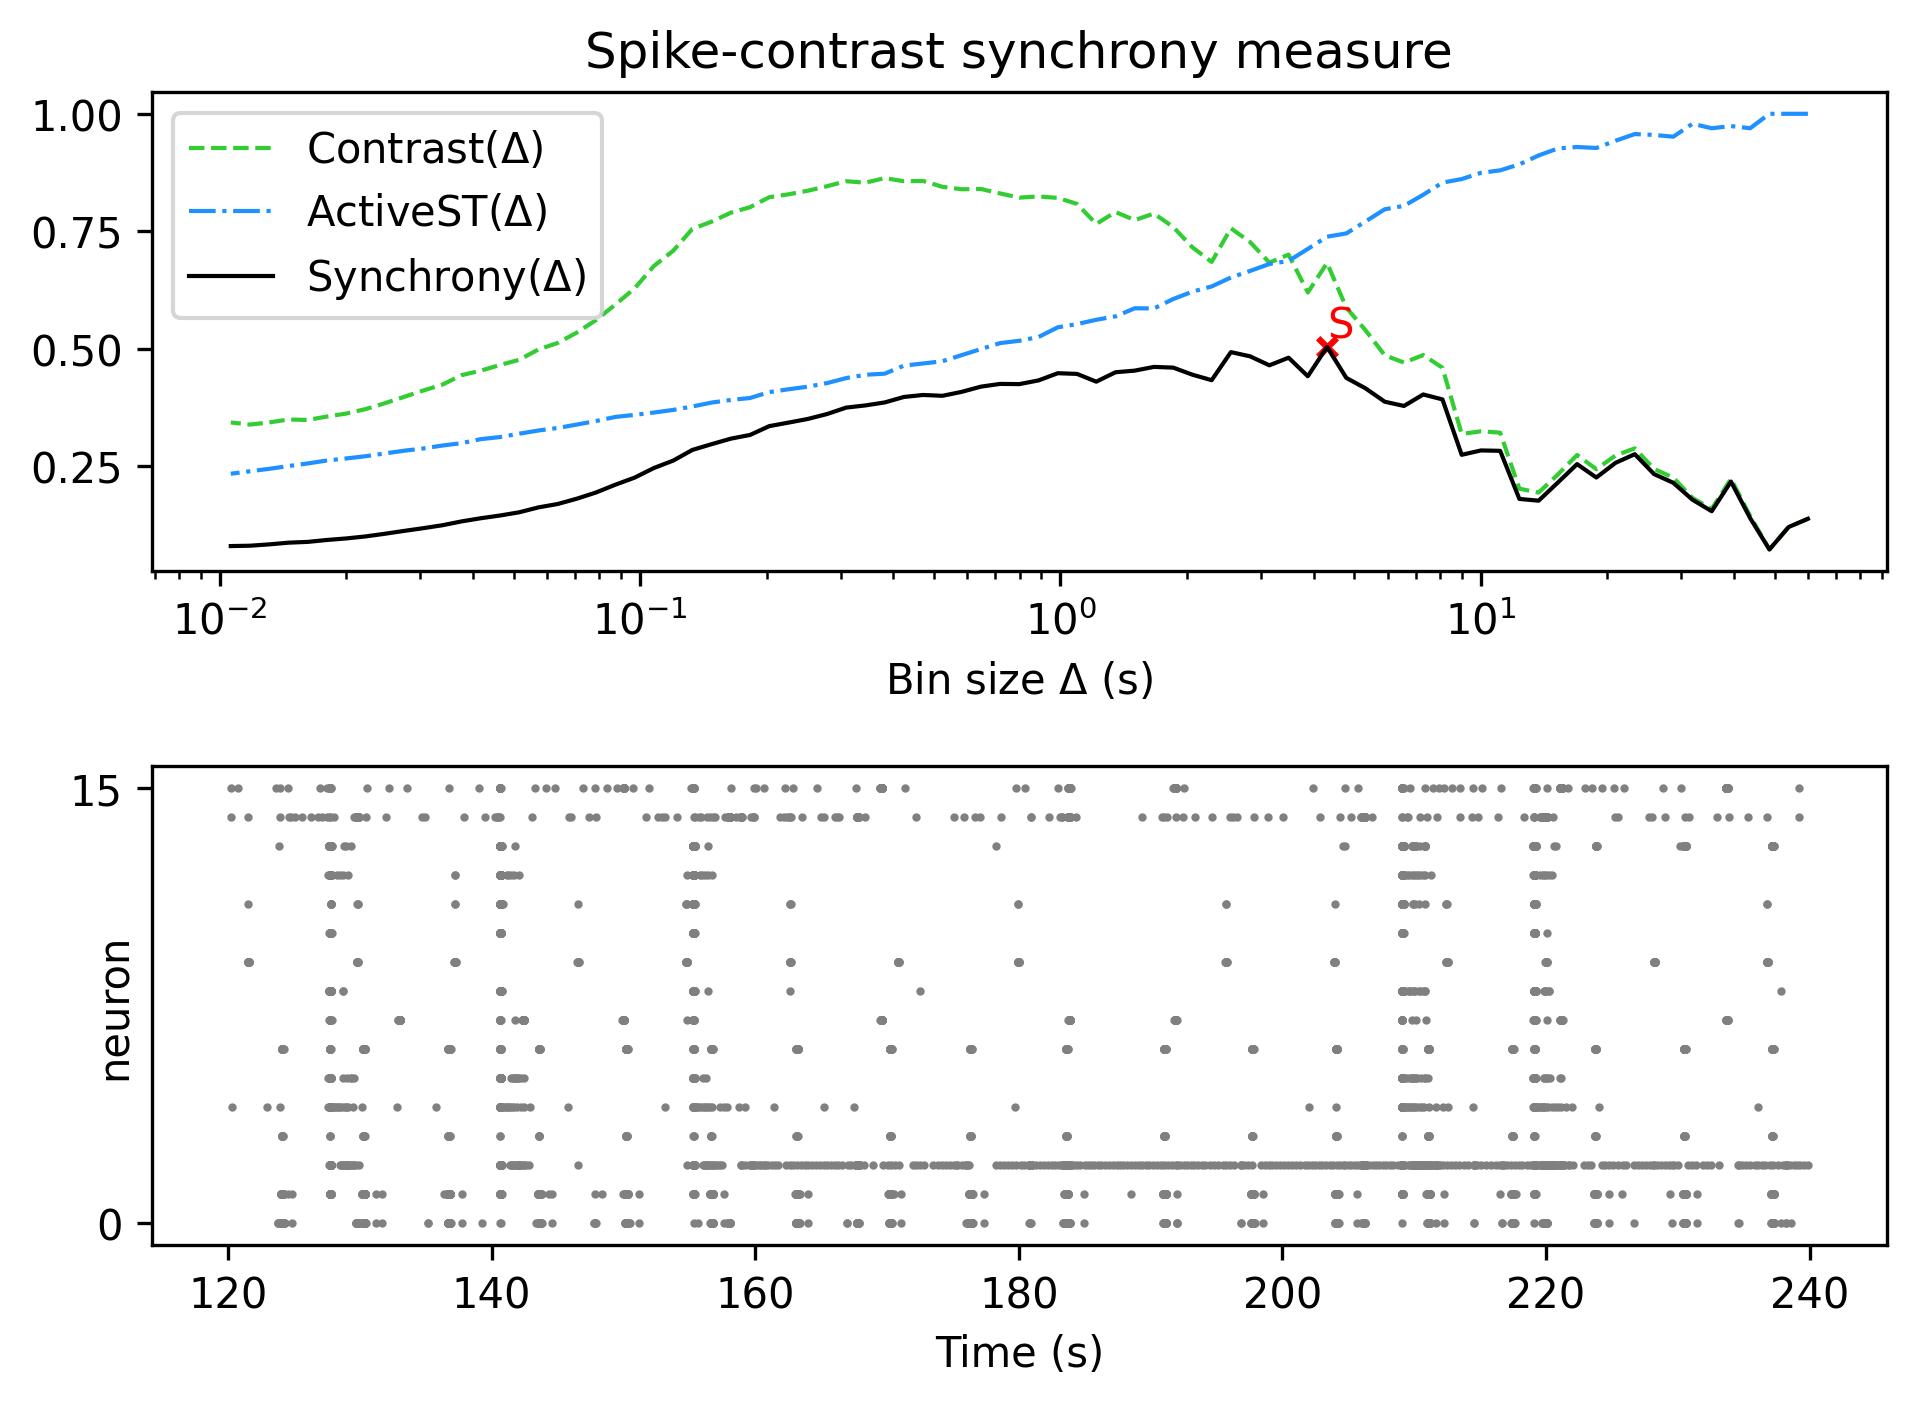 Spike-contrast synchrony measure
1.00
0.75
0.50
0.25
Contrast(Δ)
ActiveST(Δ)
Synchrony(Δ)
S
10⁻² 10⁻¹ 10⁰ 10¹
Bin size Δ (s)
15
0
neuron
120 140 160 180 200 220 240
Time (s)